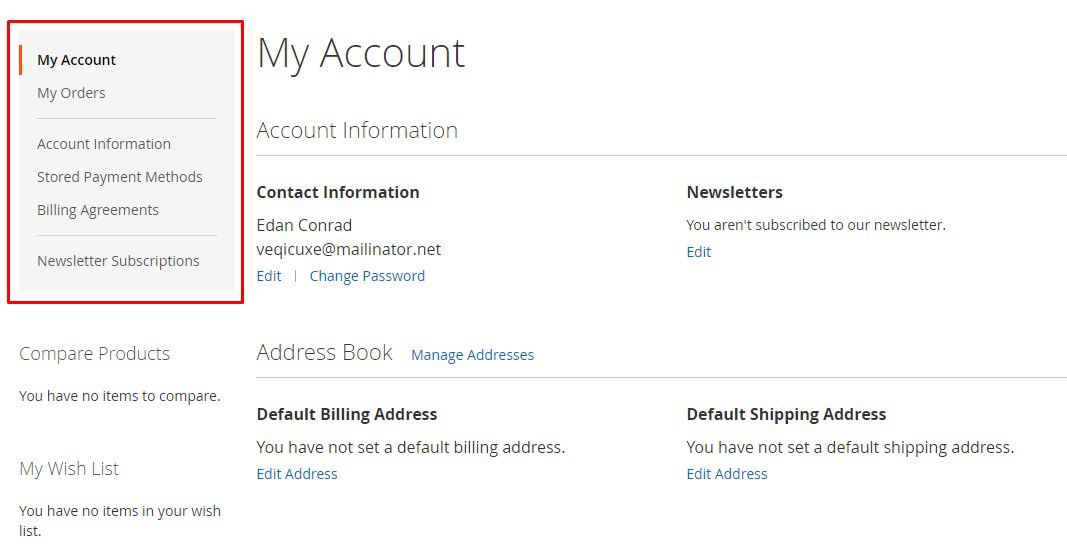 My Account
My Orders
Account Information
Stored Payment Methods
Billing Agreements
Newsletter Subscriptions
Compare Products
You have no items to compare.
My Wish List
You have no items in your wish
list.
My Account
Account Information
Contact Information
Edan Conrad
veqicuxe@mailinator.net
Edit | Change Password
Newsletters
You aren't subscribed to our newsletter.
Edit
Address Book Manage Addresses
Default Billing Address
You have not set a default billing address.
Edit Address
Default Shipping Address
You have not set a default shipping address.
Edit Address